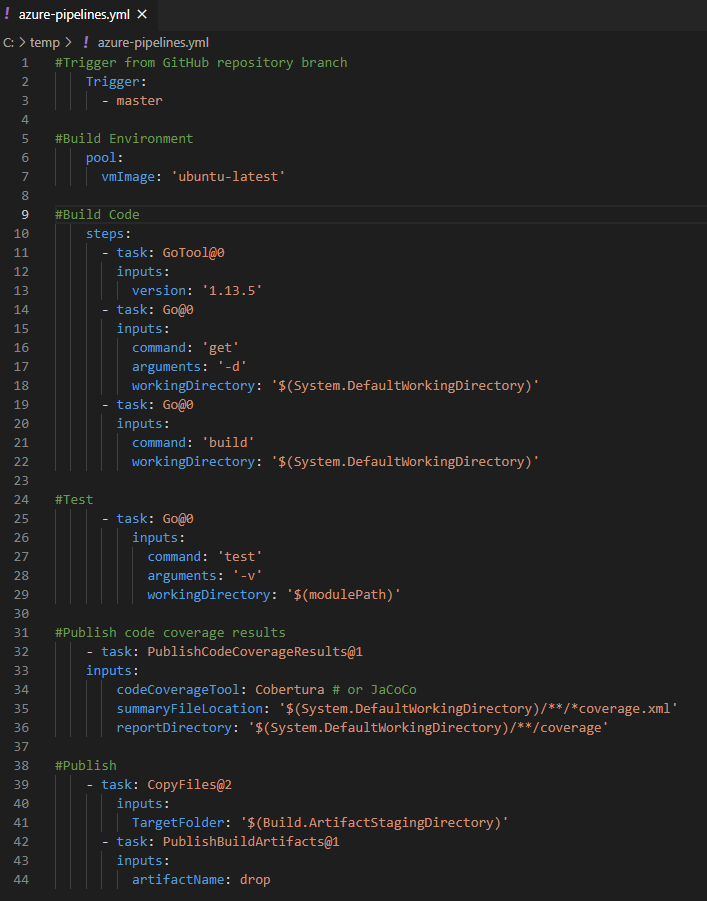 ! azure-pipelines.yml ×
C: > temp > ! azure-pipelines.yml
1 #Trigger from GitHub repository branch
2     Trigger:
3       - master
4
5 #Build Environment
6     pool:
7       vmImage: 'ubuntu-latest'
8
9 #Build Code
10     steps:
11       - task: GoTool@0
12         inputs:
13           version: '1.13.5'
14       - task: Go@0
15         inputs:
16           command: 'get'
17           arguments: '-d'
18           workingDirectory: '$(System.DefaultWorkingDirectory)'
19       - task: Go@0
20         inputs:
21           command: 'build'
22           workingDirectory: '$(System.DefaultWorkingDirectory)'
23
24 #Test
25       - task: Go@0
26           inputs:
27             command: 'test'
28             arguments: '-v'
29             workingDirectory: '$(modulePath)'
30
31 #Publish code coverage results
32     - task: PublishCodeCoverageResults@1
33     inputs:
34         codeCoverageTool: Cobertura # or JaCoCo
35         summaryFileLocation: '$(System.DefaultWorkingDirectory)/**/*coverage.xml'
36         reportDirectory: '$(System.DefaultWorkingDirectory)/**/coverage'
37
38 #Publish
39     - task: CopyFiles@2
40         inputs:
41           TargetFolder: '$(Build.ArtifactStagingDirectory)'
42       - task: PublishBuildArtifacts@1
43         inputs:
44           artifactName: drop